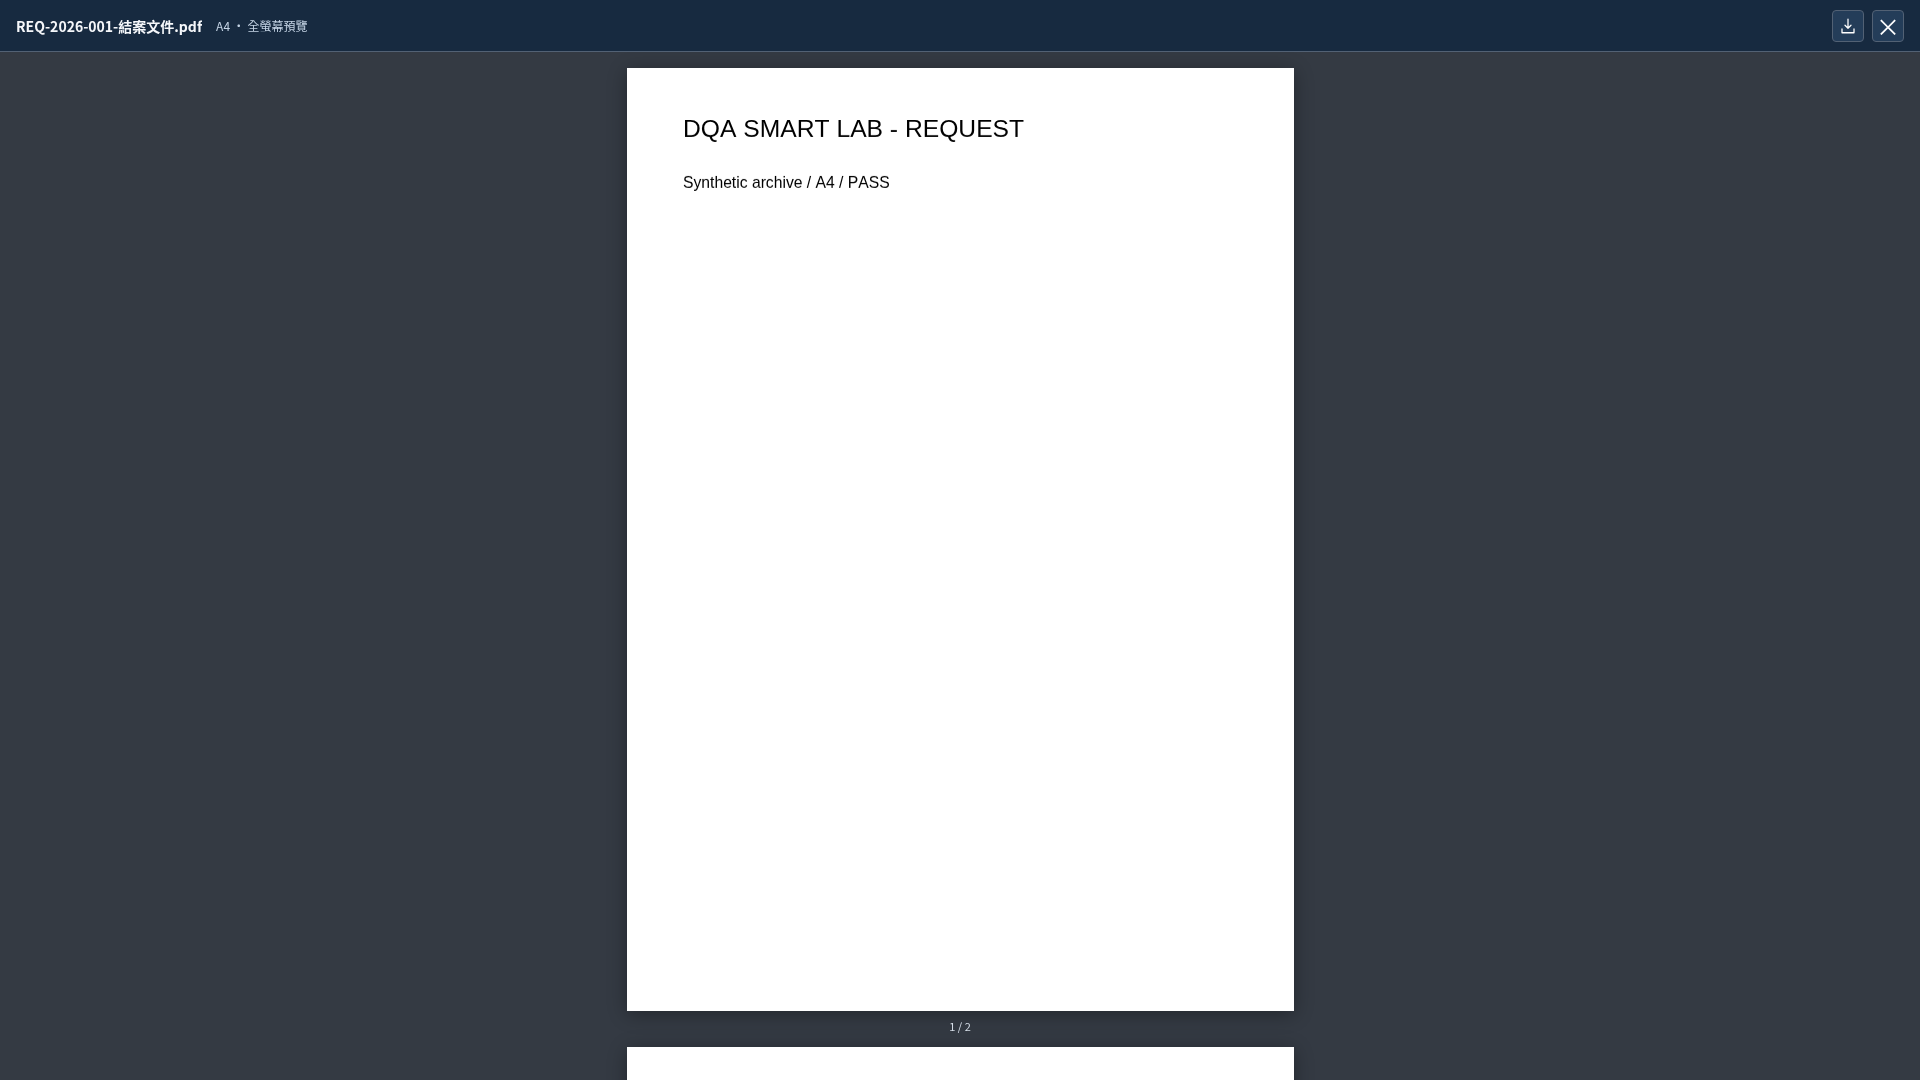 REQ-2026-001-結案文件.pdf A4 • 全螢幕預覽
DQA SMART LAB - REQUEST
Synthetic archive / A4 / PASS
1 / 2